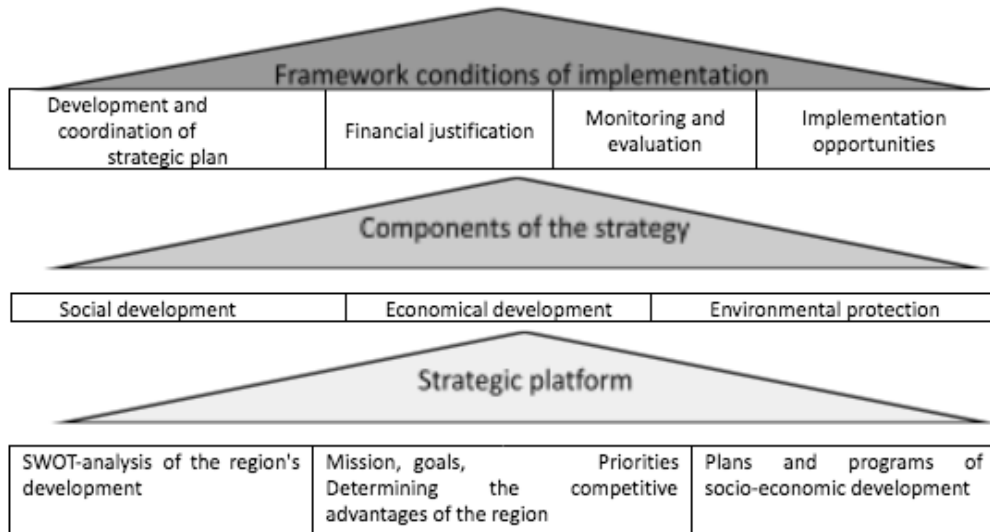 Framework conditions of implementation
Development and
coordination of
strategic plan
Financial justification
Monitoring and
evaluation
Implementation
opportunities
Components of the strategy
Social development
Economical development
Environmental protection
Strategic platform
SWOT-analysis of the region's
development
Mission, goals, Priorities
Determining the competitive
advantages of the region
Plans and programs of
socio-economic development